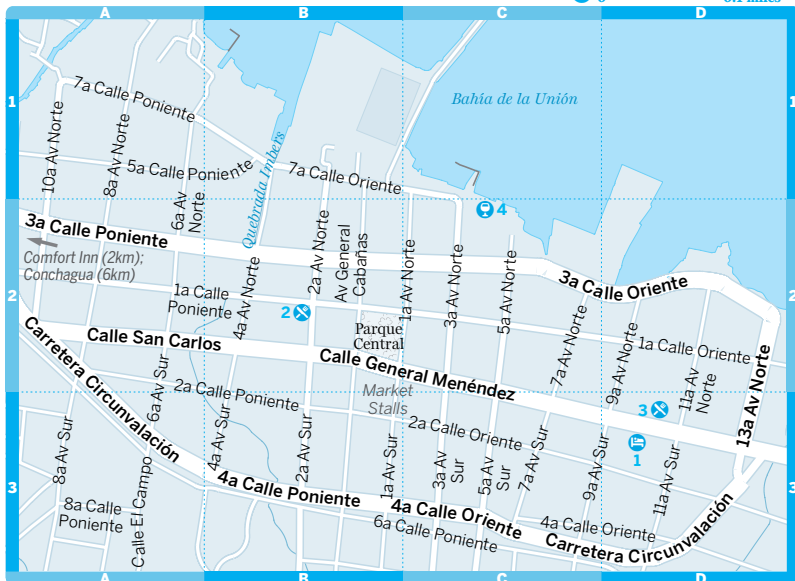 A B C D
1 1
2 2
3 3
7a Calle Poniente
10a Av Norte
8a Av Norte
5a Calle Poniente
6a Av
Norte
Quebrada Imbers
7a Calle Oriente
Bahía de la Unión
4
3a Calle Poniente
Comfort Inn (2km);
Conchagua (6km)
1a Calle
Poniente
4a Av Norte
2a Av Norte
Av General
Cabañas
1a Av Norte
3a Av Norte
5a Av Norte
3a Calle Oriente
2
Parque
Central
7a Av Norte
9a Av Norte
1a Calle Oriente
11a Av
Norte
13a Av Norte
Calle San Carlos
Calle General Menéndez
Carretera Circunvalación
Market
Stalls
2a Calle Poniente
2a Calle Oriente
3
1
8a Av Sur
6a Av Sur
4a Av Sur
2a Av Sur
1a Av Sur
3a Av
Sur
5a Av
Sur
7a Av Sur
9a Av Sur
11a Av Sur
8a Calle
Poniente
Calle El Campo
4a Calle Poniente
4a Calle Oriente
6a Calle Poniente
4a Calle Oriente
Carretera Circunvalación
A B C D